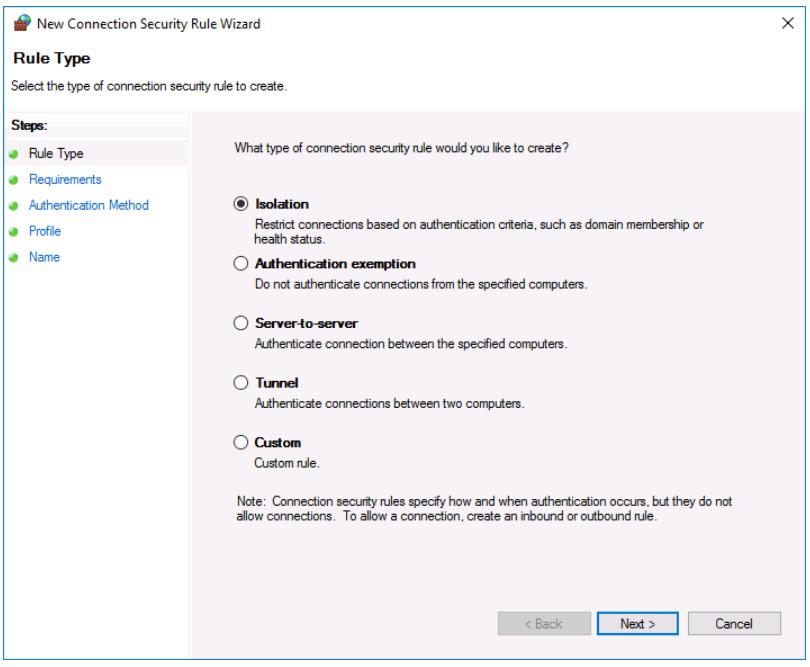 New Connection Security Rule Wizard
Rule Type
Select the type of connection security rule to create.
Steps:
Rule Type
Requirements
Authentication Method
Profile
Name
What type of connection security rule would you like to create?
Isolation
Restrict connections based on authentication criteria, such as domain membership or
health status.
Authentication exemption
Do not authenticate connections from the specified computers.
Server-to-server
Authenticate connection between the specified computers.
Tunnel
Authenticate connections between two computers.
Custom
Custom rule.
Note: Connection security rules specify how and when authentication occurs, but they do not
allow connections. To allow a connection, create an inbound or outbound rule.
< Back
Next >
Cancel